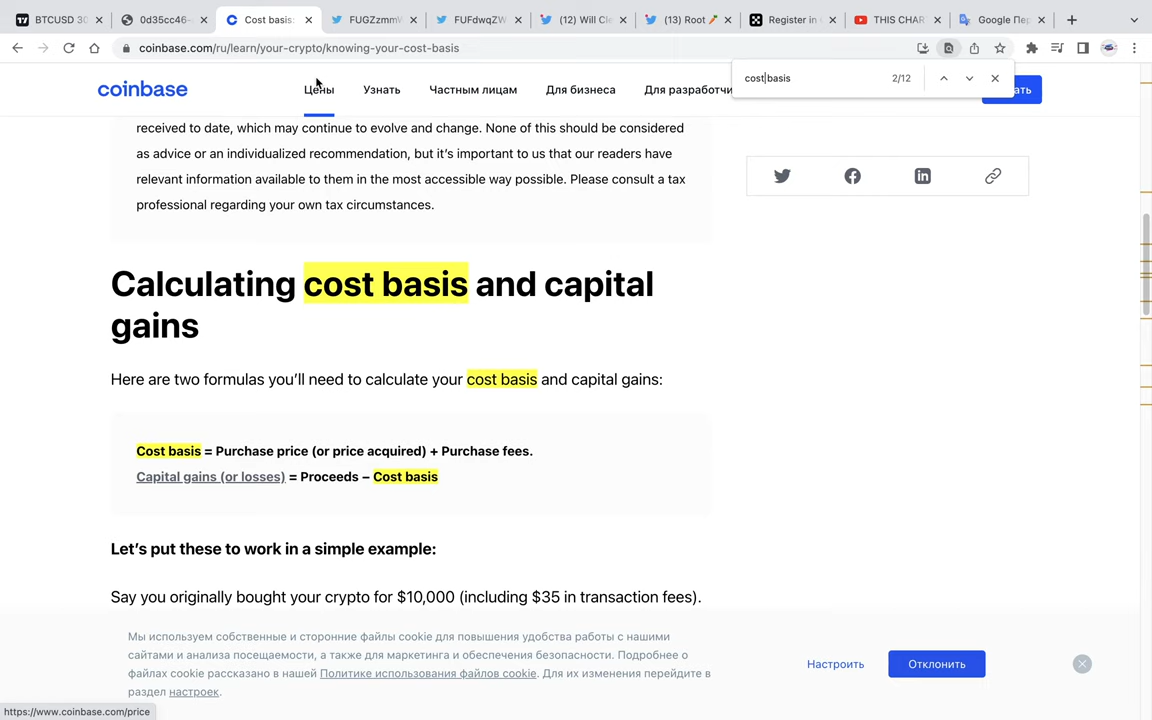 BTCUSD 30
0d35cc46-
Cost basis:
FUGZzmmW
FUFdwqZW
(12) Will Cle
(13) Root 🥕
Register in
THIS CHAR
Google Пер
coinbase.com/ru/learn/your-crypto/knowing-your-cost-basis
cost basis 2/12
coinbase
Цены
Узнать
Частным лицам
Для бизнеса
Для разработчи
ать
received to date, which may continue to evolve and change. None of this should be considered
as advice or an individualized recommendation, but it's important to us that our readers have
relevant information available to them in the most accessible way possible. Please consult a tax
professional regarding your own tax circumstances.
Calculating cost basis and capital
gains
Here are two formulas you'll need to calculate your cost basis and capital gains:
Cost basis = Purchase price (or price acquired) + Purchase fees.
Capital gains (or losses) = Proceeds – Cost basis
Let's put these to work in a simple example:
Say you originally bought your crypto for $10,000 (including $35 in transaction fees).
Мы используем собственные и сторонние файлы cookie для повышения удобства работы с нашими
сайтами и анализа посещаемости, а также для маркетинга и обеспечения безопасности. Подробнее о
файлах cookie рассказано в нашей Политике использования файлов cookie. Для их изменения перейдите в
раздел настроек.
Настроить
Отклонить
https://www.coinbase.com/price